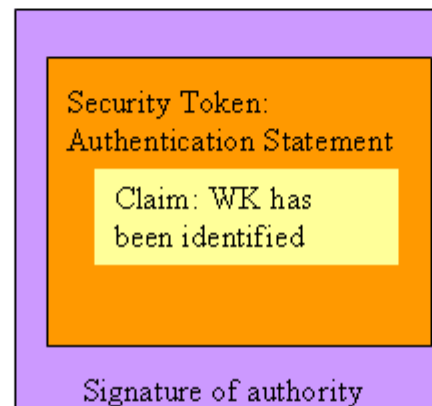 Security Token:
Authentication Statement
Claim: WK has
been identified
Signature of authority